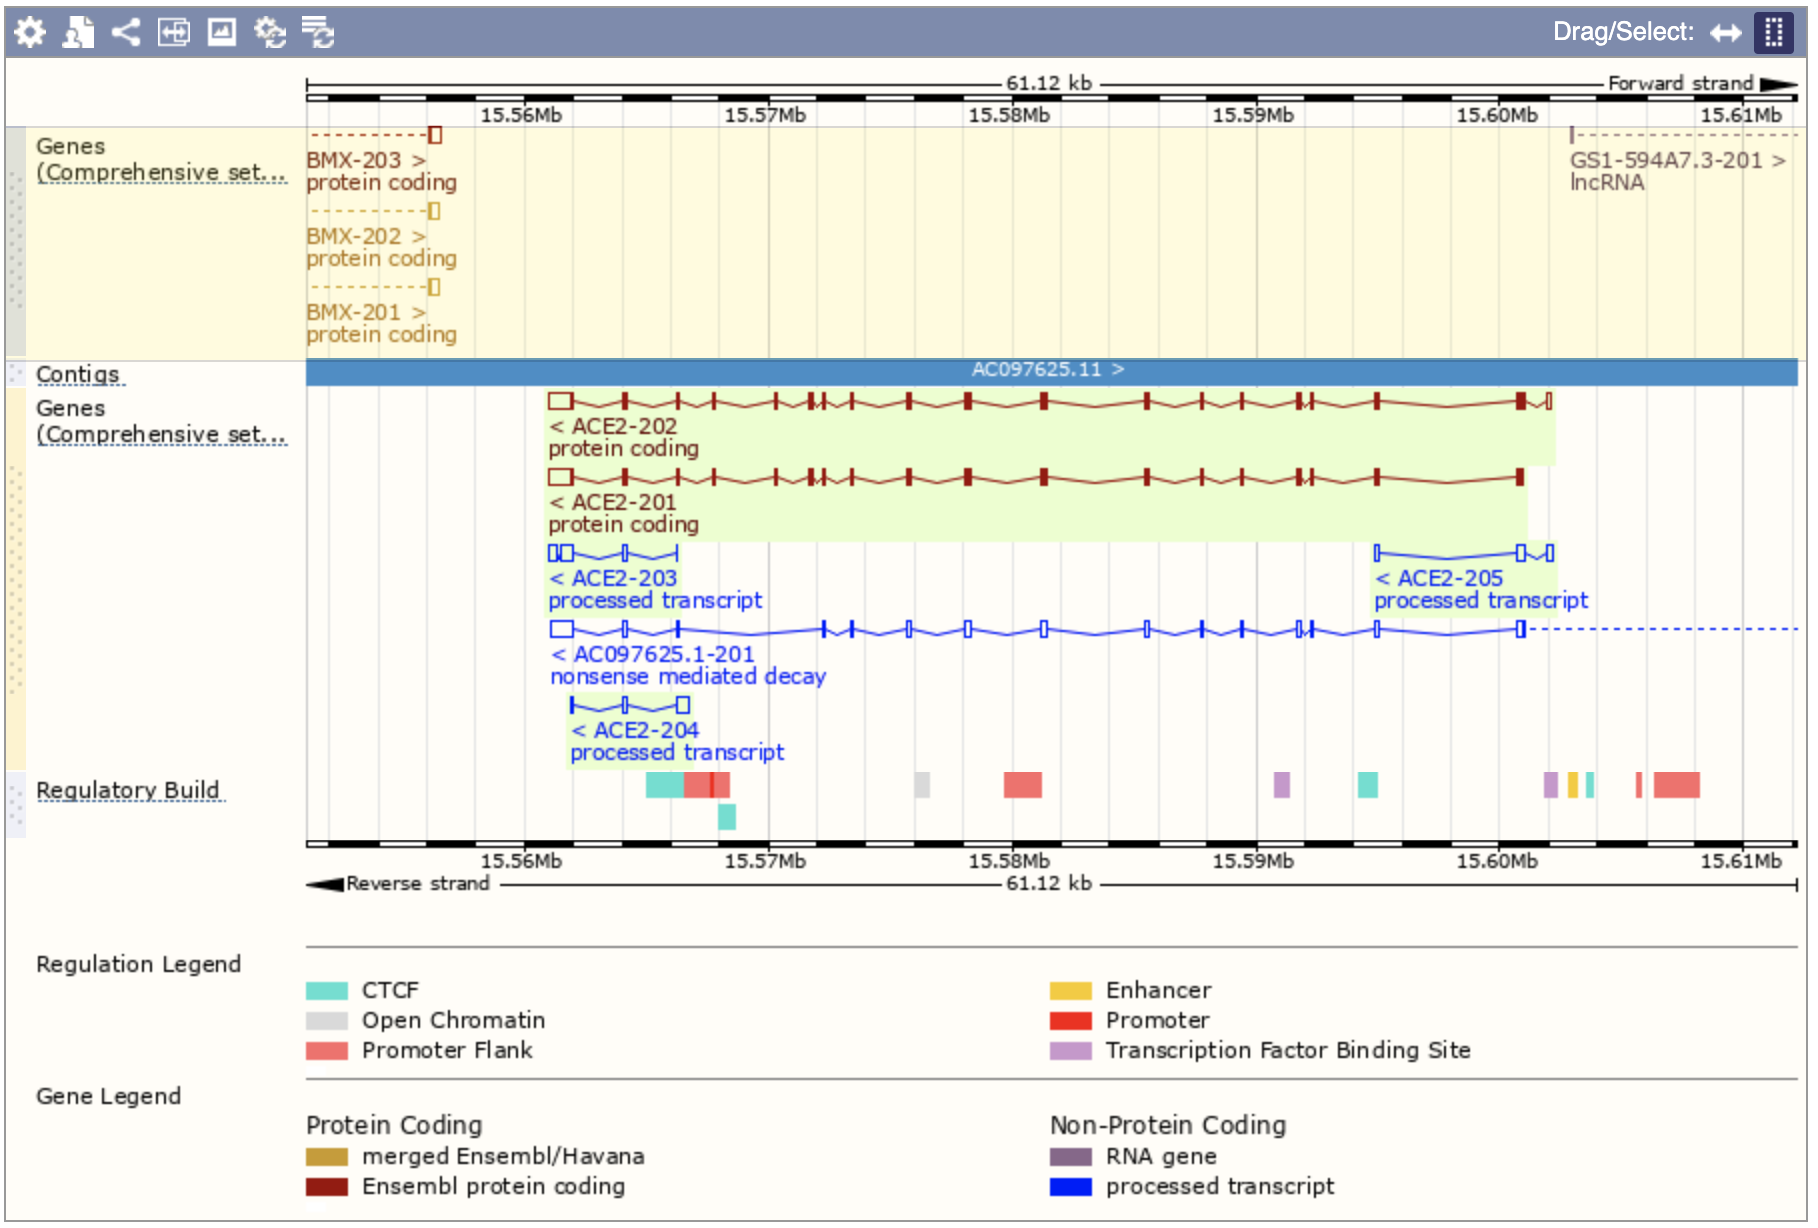 Drag/Select:
61.12 kb Forward strand
15.56Mb 15.57Mb 15.58Mb 15.59Mb 15.60Mb 15.61Mb
Genes
(Comprehensive set...
BMX-203 >
protein coding
GS1-594A7.3-201 >
lncRNA
BMX-202 >
protein coding
BMX-201 >
protein coding
Contigs
AC097625.11 >
Genes
(Comprehensive set...
< ACE2-202
protein coding
< ACE2-201
protein coding
< ACE2-203
processed transcript
< ACE2-205
processed transcript
< AC097625.1-201
nonsense mediated decay
< ACE2-204
processed transcript
Regulatory Build
15.56Mb 15.57Mb 15.58Mb 15.59Mb 15.60Mb 15.61Mb
Reverse strand 61.12 kb
Regulation Legend
CTCF
Open Chromatin
Promoter Flank
Enhancer
Promoter
Transcription Factor Binding Site
Gene Legend
Protein Coding
merged Ensembl/Havana
Ensembl protein coding
Non-Protein Coding
RNA gene
processed transcript